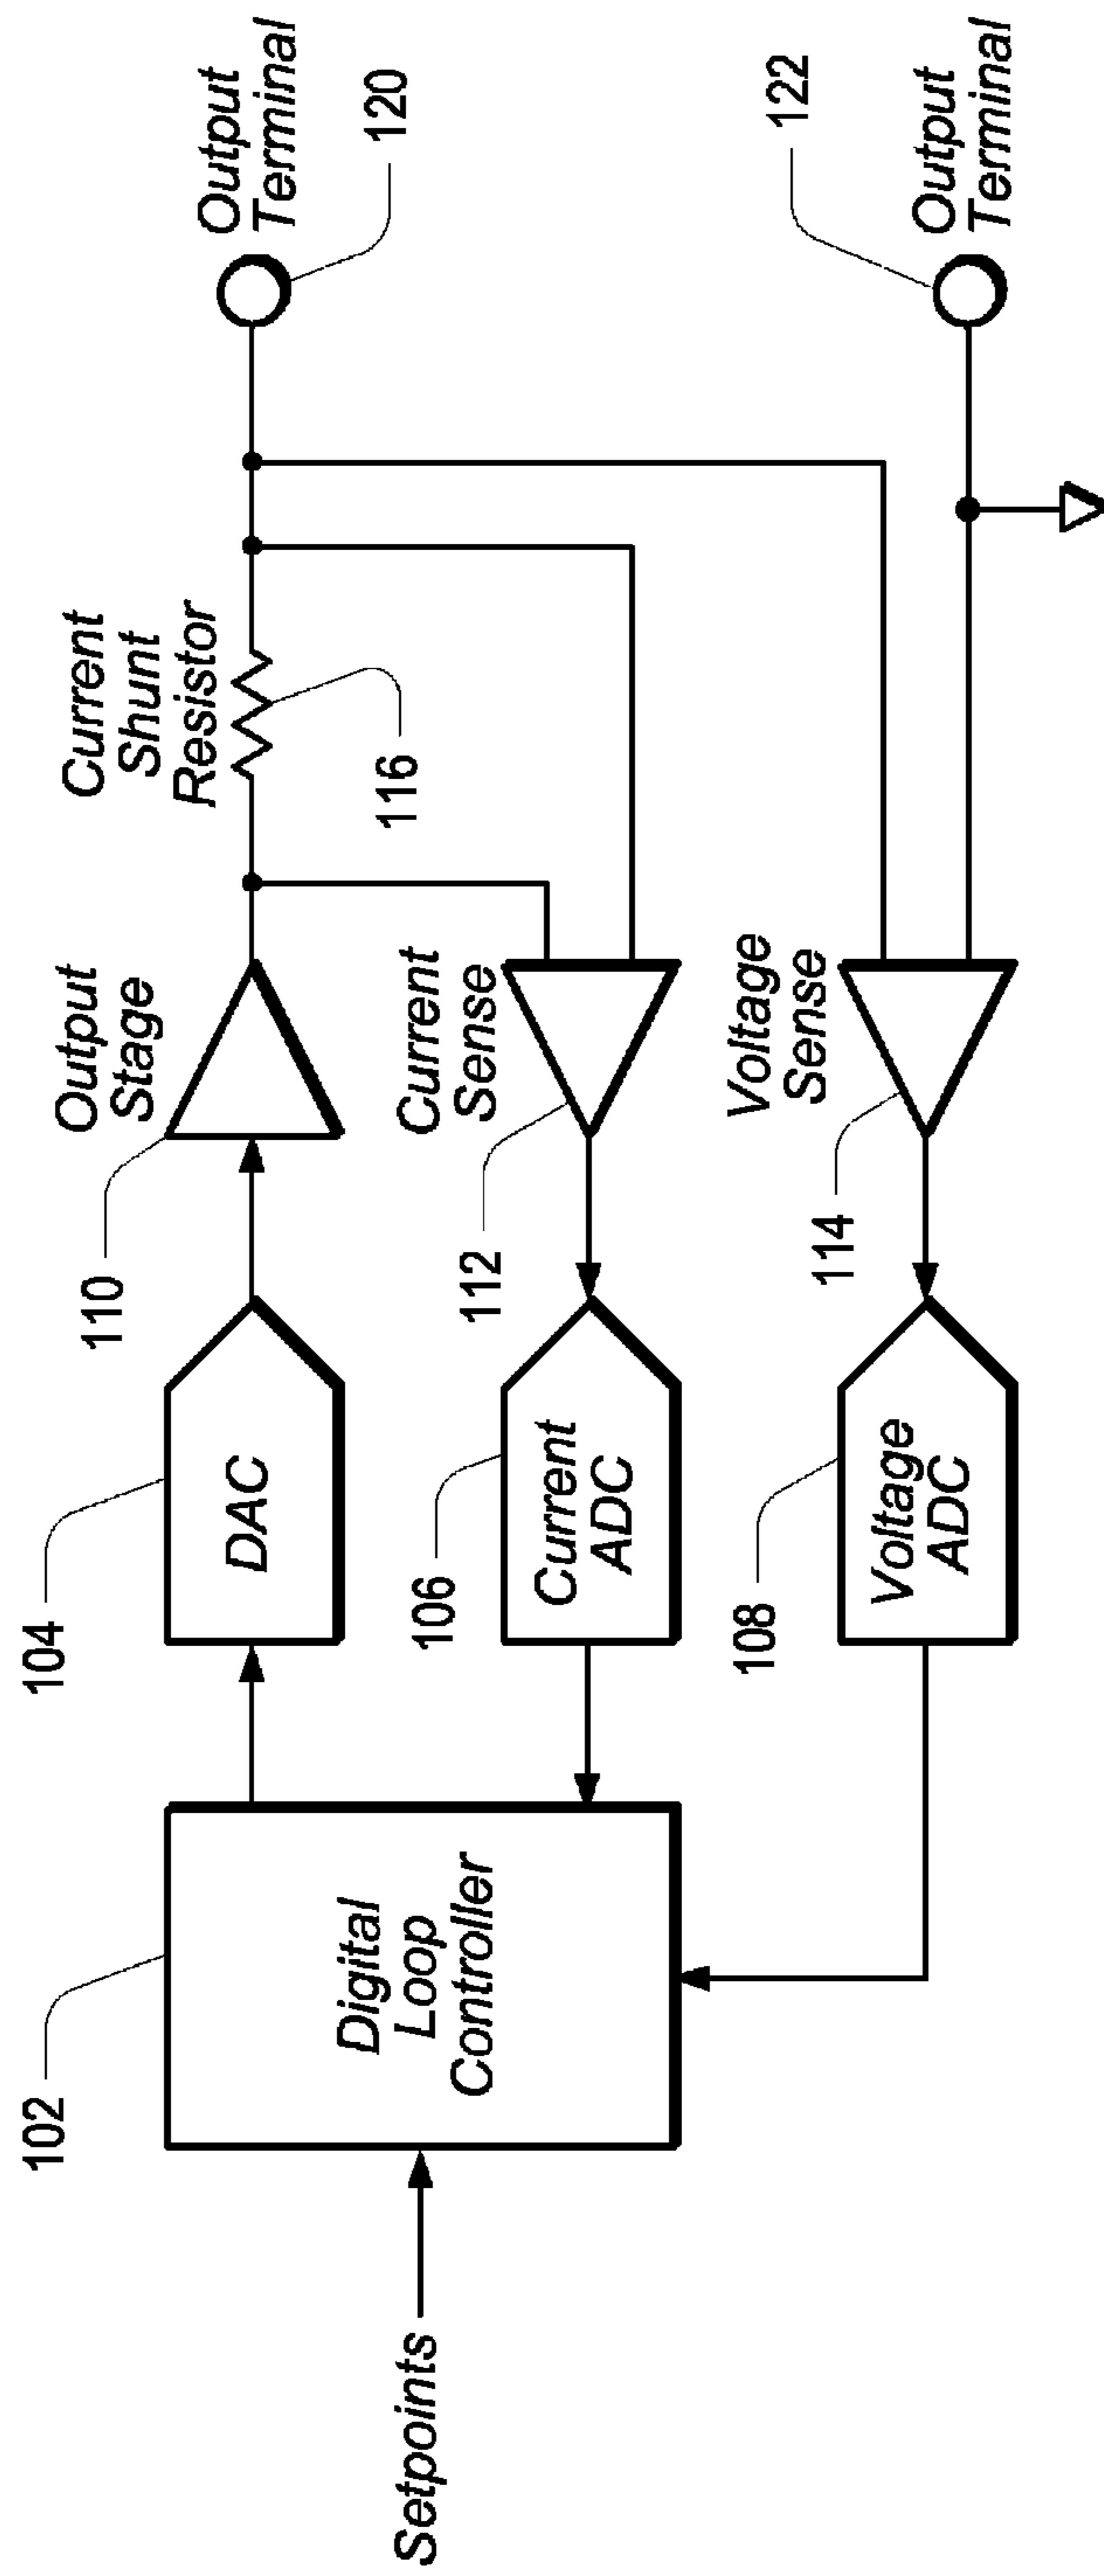 Setpoints
102
Digital
Loop
Controller
104
DAC
110
Output
Stage
Current
Shunt
Resistor
116
Output
Terminal
120
106
Current
ADC
112
Current
Sense
108
Voltage
ADC
114
Voltage
Sense
122
Output
Terminal